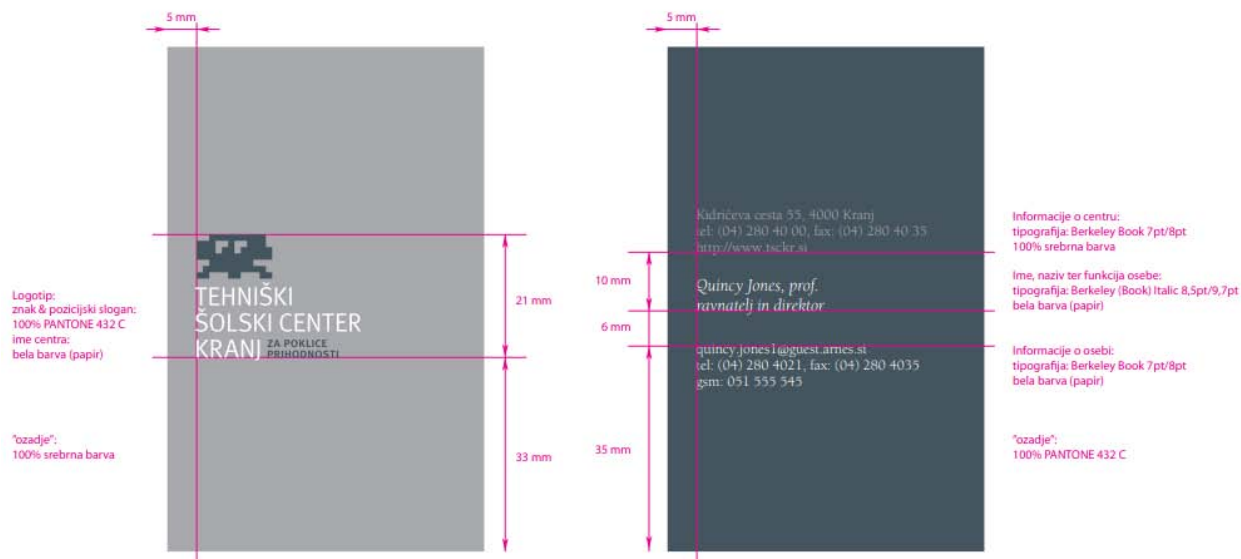 5 mm
5 mm
TEHNIŠKI
ŠOLSKI CENTER
KRANJ ZA POKLICE
PRIHODNOSTI
Logotip:
znak & pozicijski slogan:
100% PANTONE 432 C
ime centra:
bela barva (papir)
"ozadje":
100% srebrna barva
21 mm
33 mm
Kidričeva cesta 55, 4000 Kranj
tel: (04) 280 40 00, fax: (04) 280 40 35
http://www.tsckr.si
Quincy Jones, prof.
ravnatelj in direktor
quincy.jones1@guest.arnes.si
tel: (04) 280 4021, fax: (04) 280 4035
gsm: 051 555 545
10 mm
6 mm
35 mm
Informacije o centru:
tipografija: Berkeley Book 7pt/8pt
100% srebrna barva
Ime, naziv ter funkcija osebe:
tipografija: Berkeley (Book) Italic 8,5pt/9,7pt
bela barva (papir)
Informacije o osebi:
tipografija: Berkeley Book 7pt/8pt
bela barva (papir)
"ozadje":
100% PANTONE 432 C